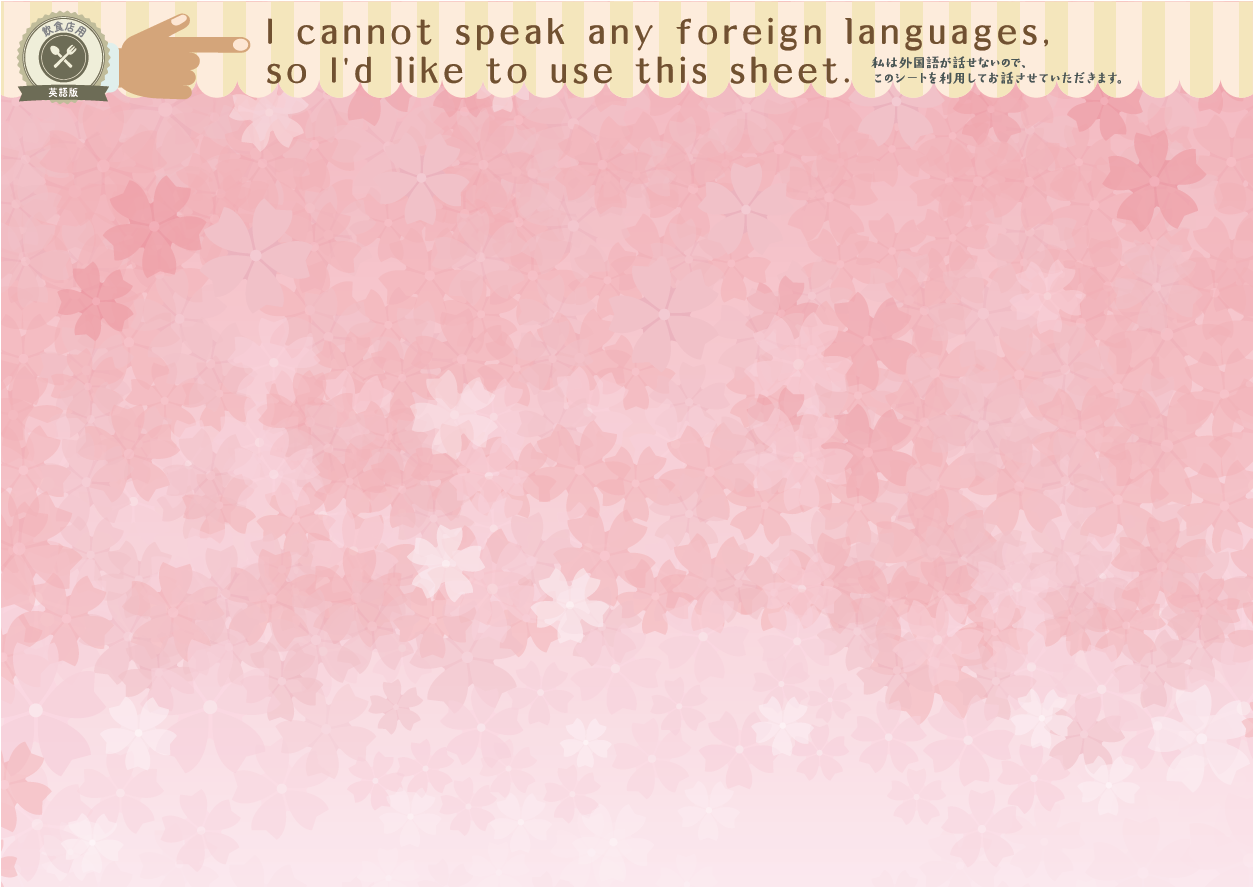 飲食店用
英語版
I cannot speak any foreign languages,
so I'd like to use this sheet.
私は外国語が話せないので、
このシートを利用してお話させていただきます。